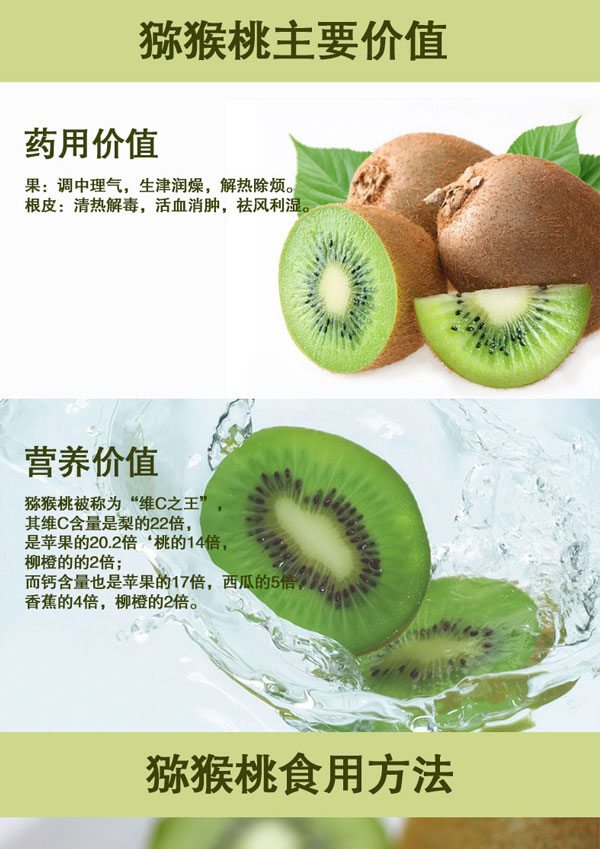 猕猴桃主要价值
药用价值
果：调中理气，生津润燥，解热除烦。
根皮：清热解毒，活血消肿，祛风利湿。
营养价值
猕猴桃被称为“维C之王”，
其维C含量是梨的22倍，
是苹果的20.2倍‘桃的14倍，
柳橙的的2倍；
而钙含量也是苹果的17倍，西瓜的5倍，
香蕉的4倍，柳橙的2倍。
猕猴桃食用方法